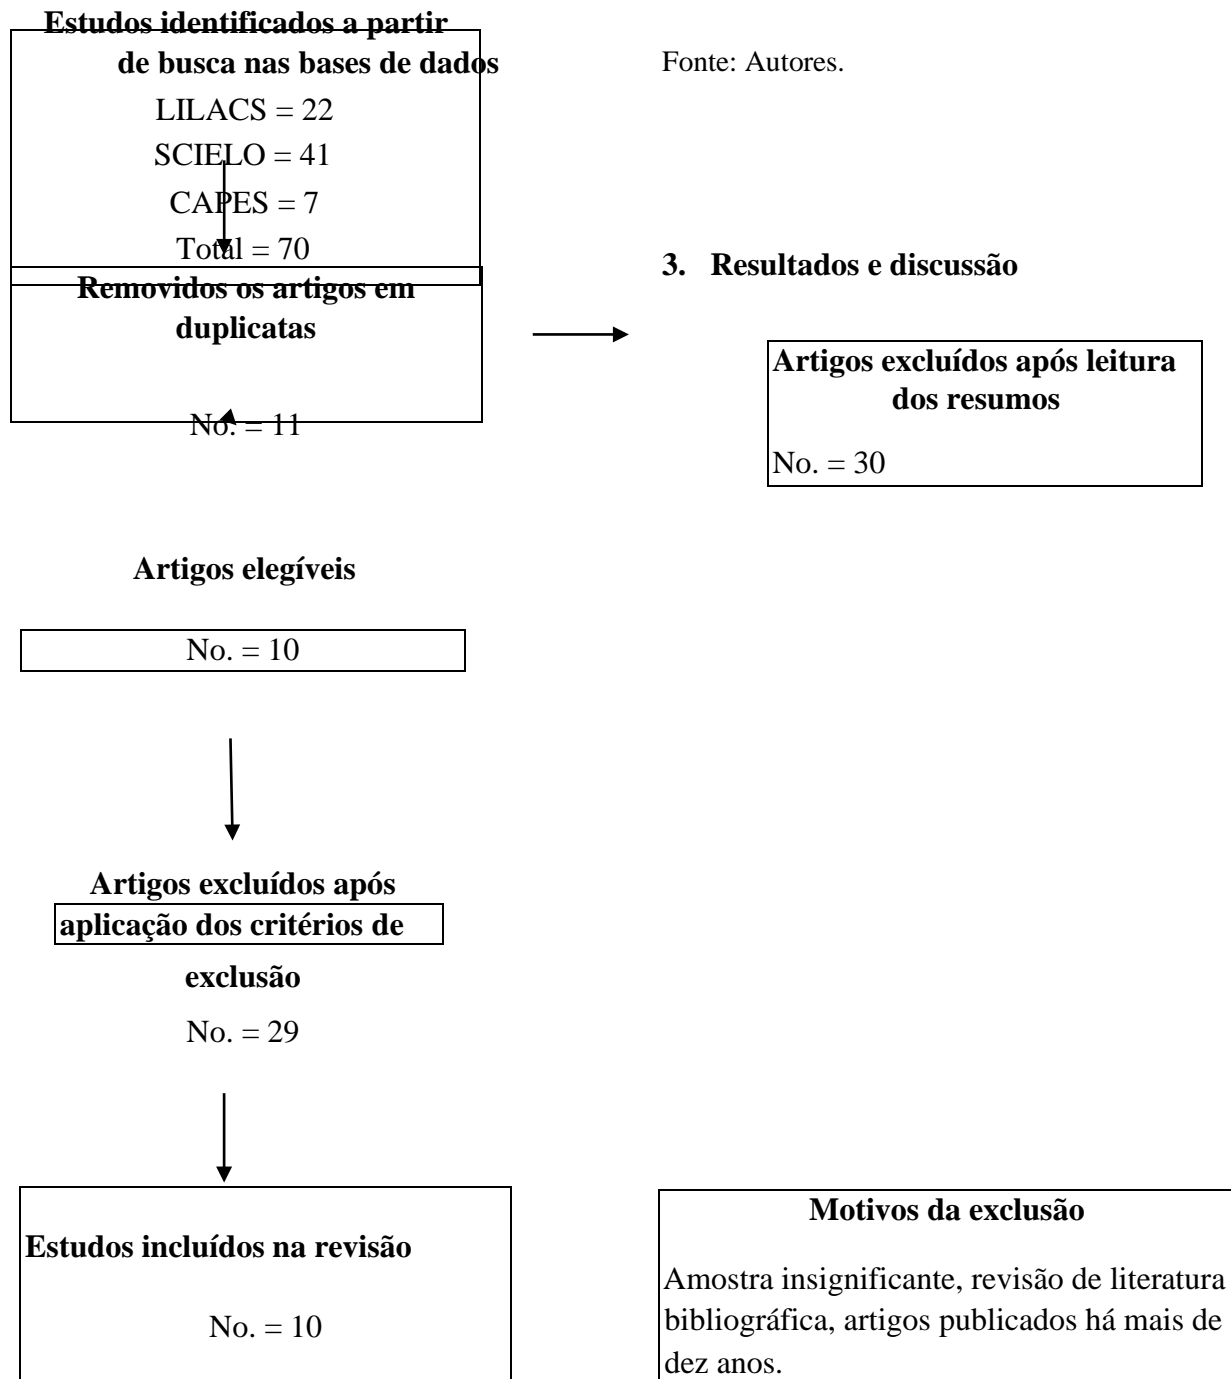 Estudos identificados a partir
de busca nas bases de dados
LILACS = 22
SCIELO = 41
CAPES = 7
Total = 70
Removidos os artigos em
duplicatas
No. = 11
Fonte: Autores.
3. Resultados e discussão
Artigos excluídos após leitura
dos resumos
No. = 30
Artigos elegíveis
No. = 10
Artigos excluídos após
aplicação dos critérios de
exclusão
No. = 29
Estudos incluídos na revisão
No. = 10
Motivos da exclusão
Amostra insignificante, revisão de literatura
bibliográfica, artigos publicados há mais de
dez anos.